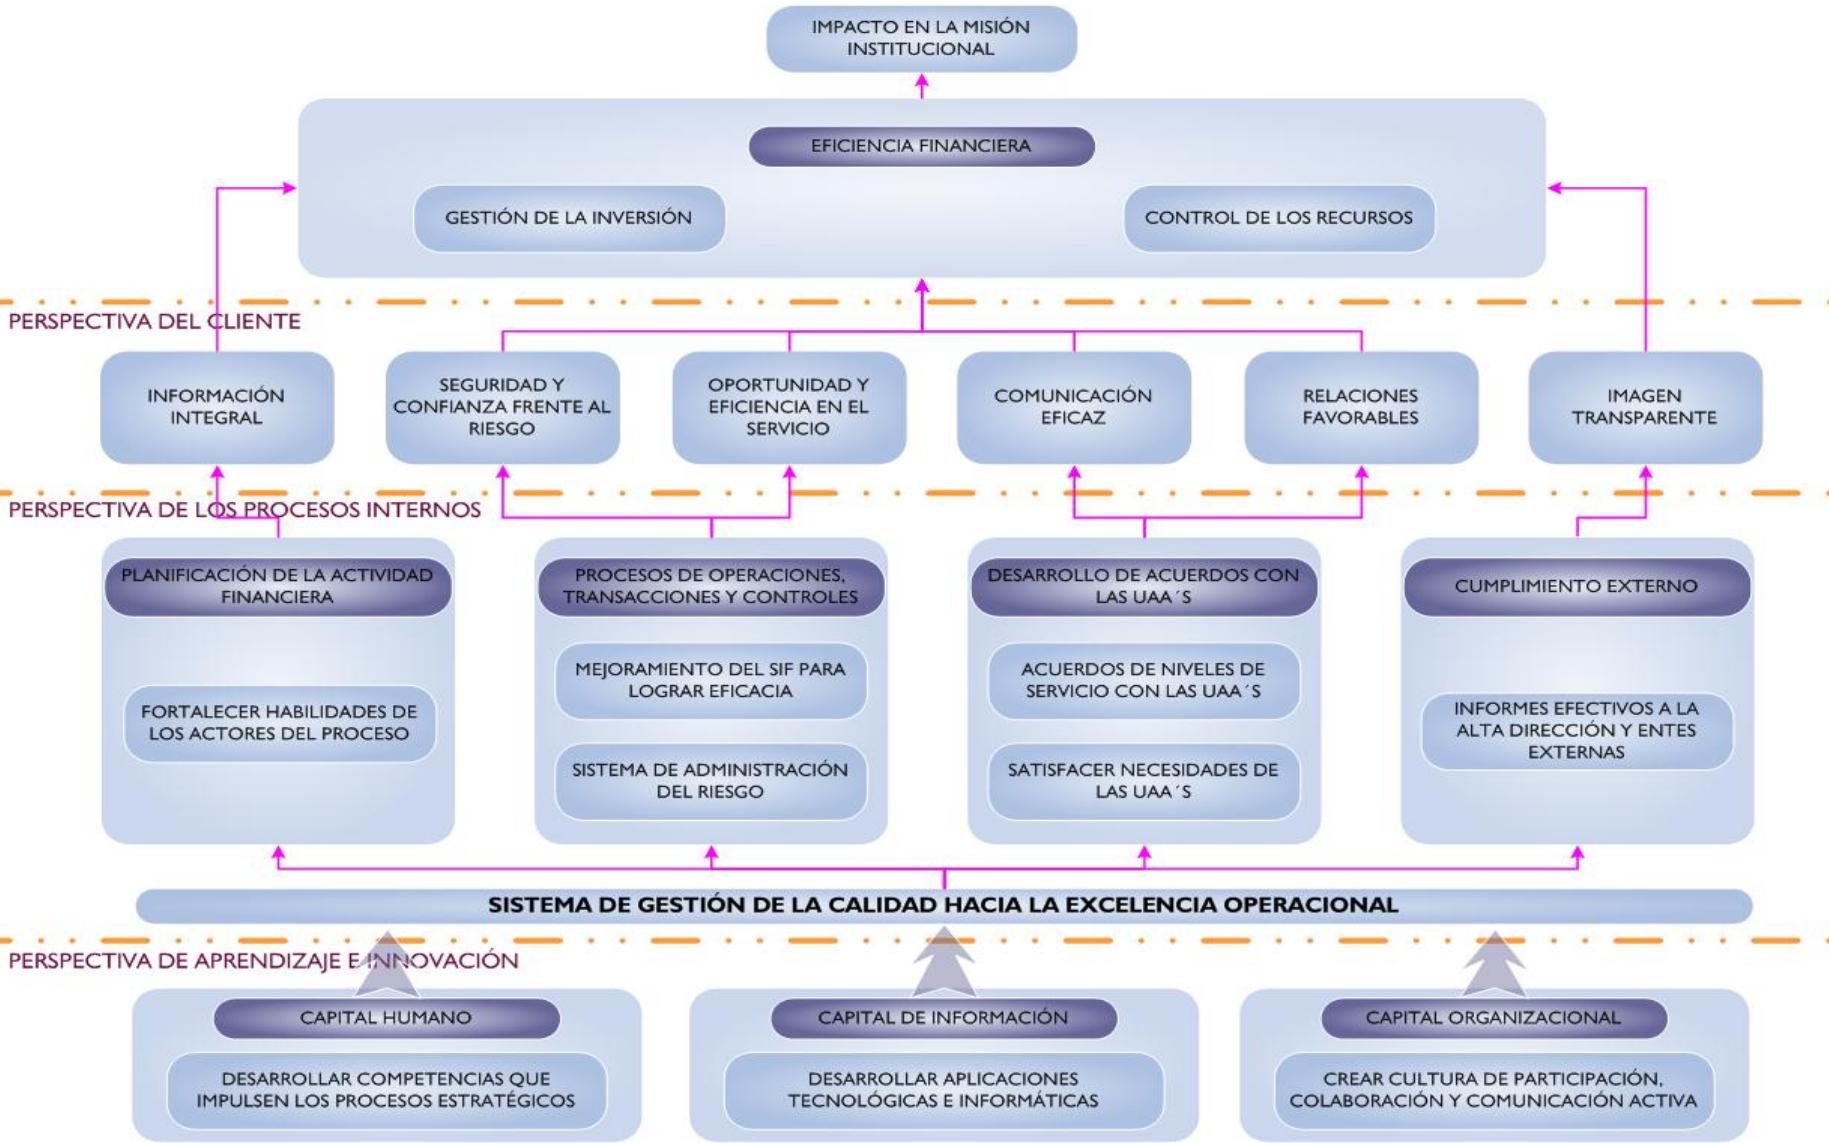 IMPACTO EN LA MISIÓN
INSTITUCIONAL
EFICIENCIA FINANCIERA
GESTIÓN DE LA INVERSIÓN
CONTROL DE LOS RECURSOS
PERSPECTIVA DEL CLIENTE
INFORMACIÓN
INTEGRAL
SEGURIDAD Y
CONFIANZA FRENTE AL
RIESGO
OPORTUNIDAD Y
EFICIENCIA EN EL
SERVICIO
COMUNICACIÓN
EFICAZ
RELACIONES
FAVORABLES
IMAGEN
TRANSPARENTE
PERSPECTIVA DE LOS PROCESOS INTERNOS
PLANIFICACIÓN DE LA ACTIVIDAD
FINANCIERA
FORTALECER HABILIDADES DE
LOS ACTORES DEL PROCESO
PROCESOS DE OPERACIONES,
TRANSACCIONES Y CONTROLES
MEJORAMIENTO DEL SIF PARA
LOGRAR EFICACIA
SISTEMA DE ADMINISTRACIÓN
DEL RIESGO
DESARROLLO DE ACUERDOS CON
LAS UAA´S
ACUERDOS DE NIVELES DE
SERVICIO CON LAS UAA´S
SATISFACER NECESIDADES DE
LAS UAA´S
CUMPLIMIENTO EXTERNO
INFORMES EFECTIVOS A LA
ALTA DIRECCIÓN Y ENTES
EXTERNAS
SISTEMA DE GESTIÓN DE LA CALIDAD HACIA LA EXCELENCIA OPERACIONAL
PERSPECTIVA DE APRENDIZAJE E INNOVACIÓN
CAPITAL HUMANO
DESARROLLAR COMPETENCIAS QUE
IMPULSEN LOS PROCESOS ESTRATÉGICOS
CAPITAL DE INFORMACIÓN
DESARROLLAR APLICACIONES
TECNOLÓGICAS E INFORMÁTICAS
CAPITAL ORGANIZACIONAL
CREAR CULTURA DE PARTICIPACIÓN,
COLABORACIÓN Y COMUNICACIÓN ACTIVA